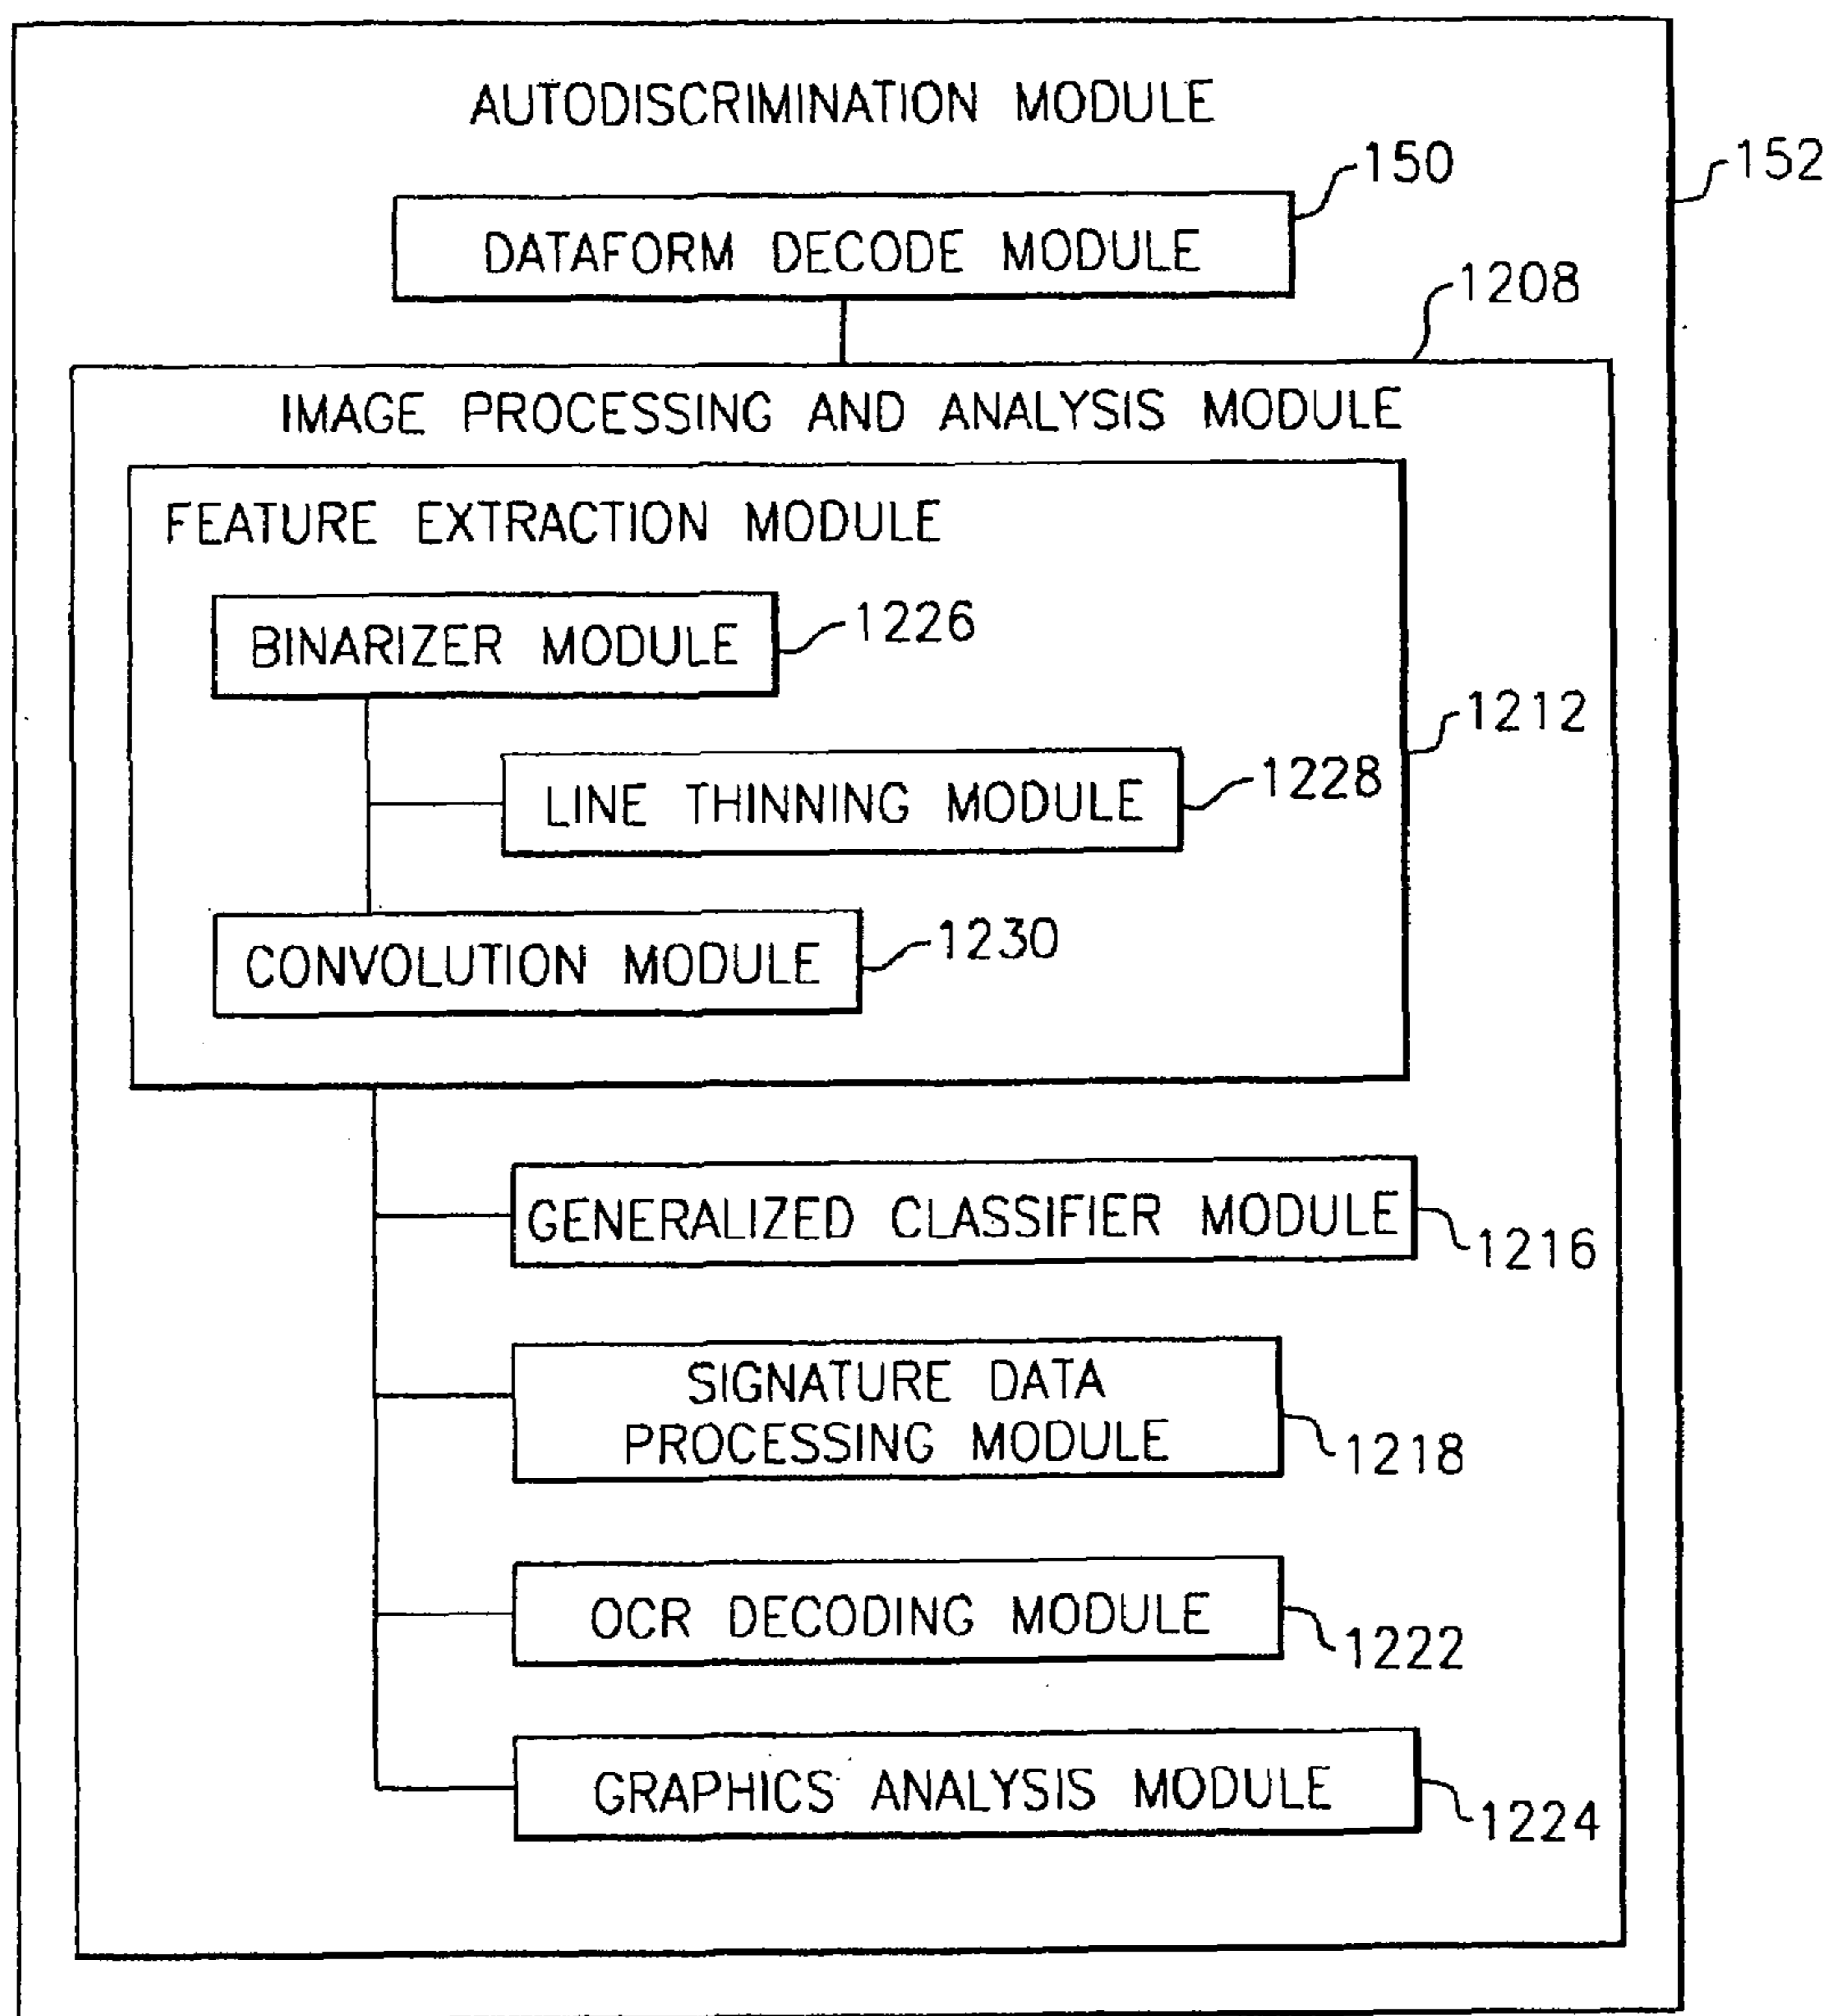 AUTODISCRIMINATION MODULE
150
152
DATAFORM DECODE MODULE
1208
IMAGE PROCESSING AND ANALYSIS MODULE
FEATURE EXTRACTION MODULE
BINARIZER MODULE
1226
1212
LINE THINNING MODULE
1228
CONVOLUTION MODULE
1230
GENERALIZED CLASSIFIER MODULE
1216
SIGNATURE DATA
PROCESSING MODULE
1218
OCR DECODING MODULE
1222
GRAPHICS ANALYSIS MODULE
1224